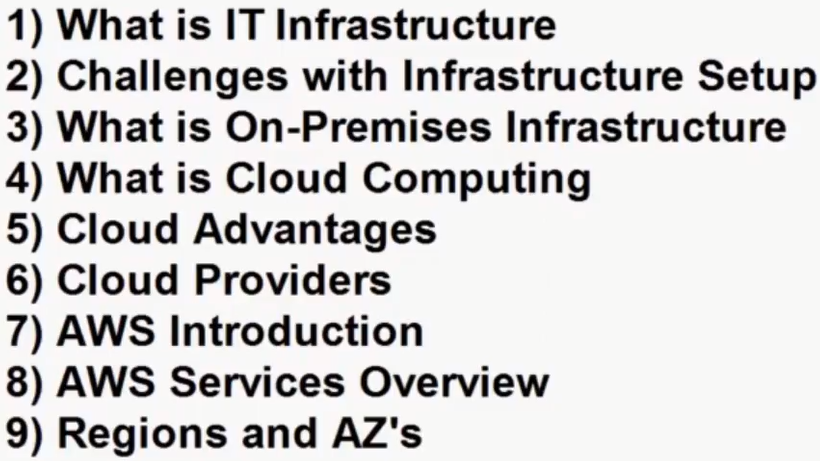 1) What is IT Infrastructure
2) Challenges with Infrastructure Setup
3) What is On-Premises Infrastructure
4) What is Cloud Computing
5) Cloud Advantages
6) Cloud Providers
7) AWS Introduction
8) AWS Services Overview
9) Regions and AZ's